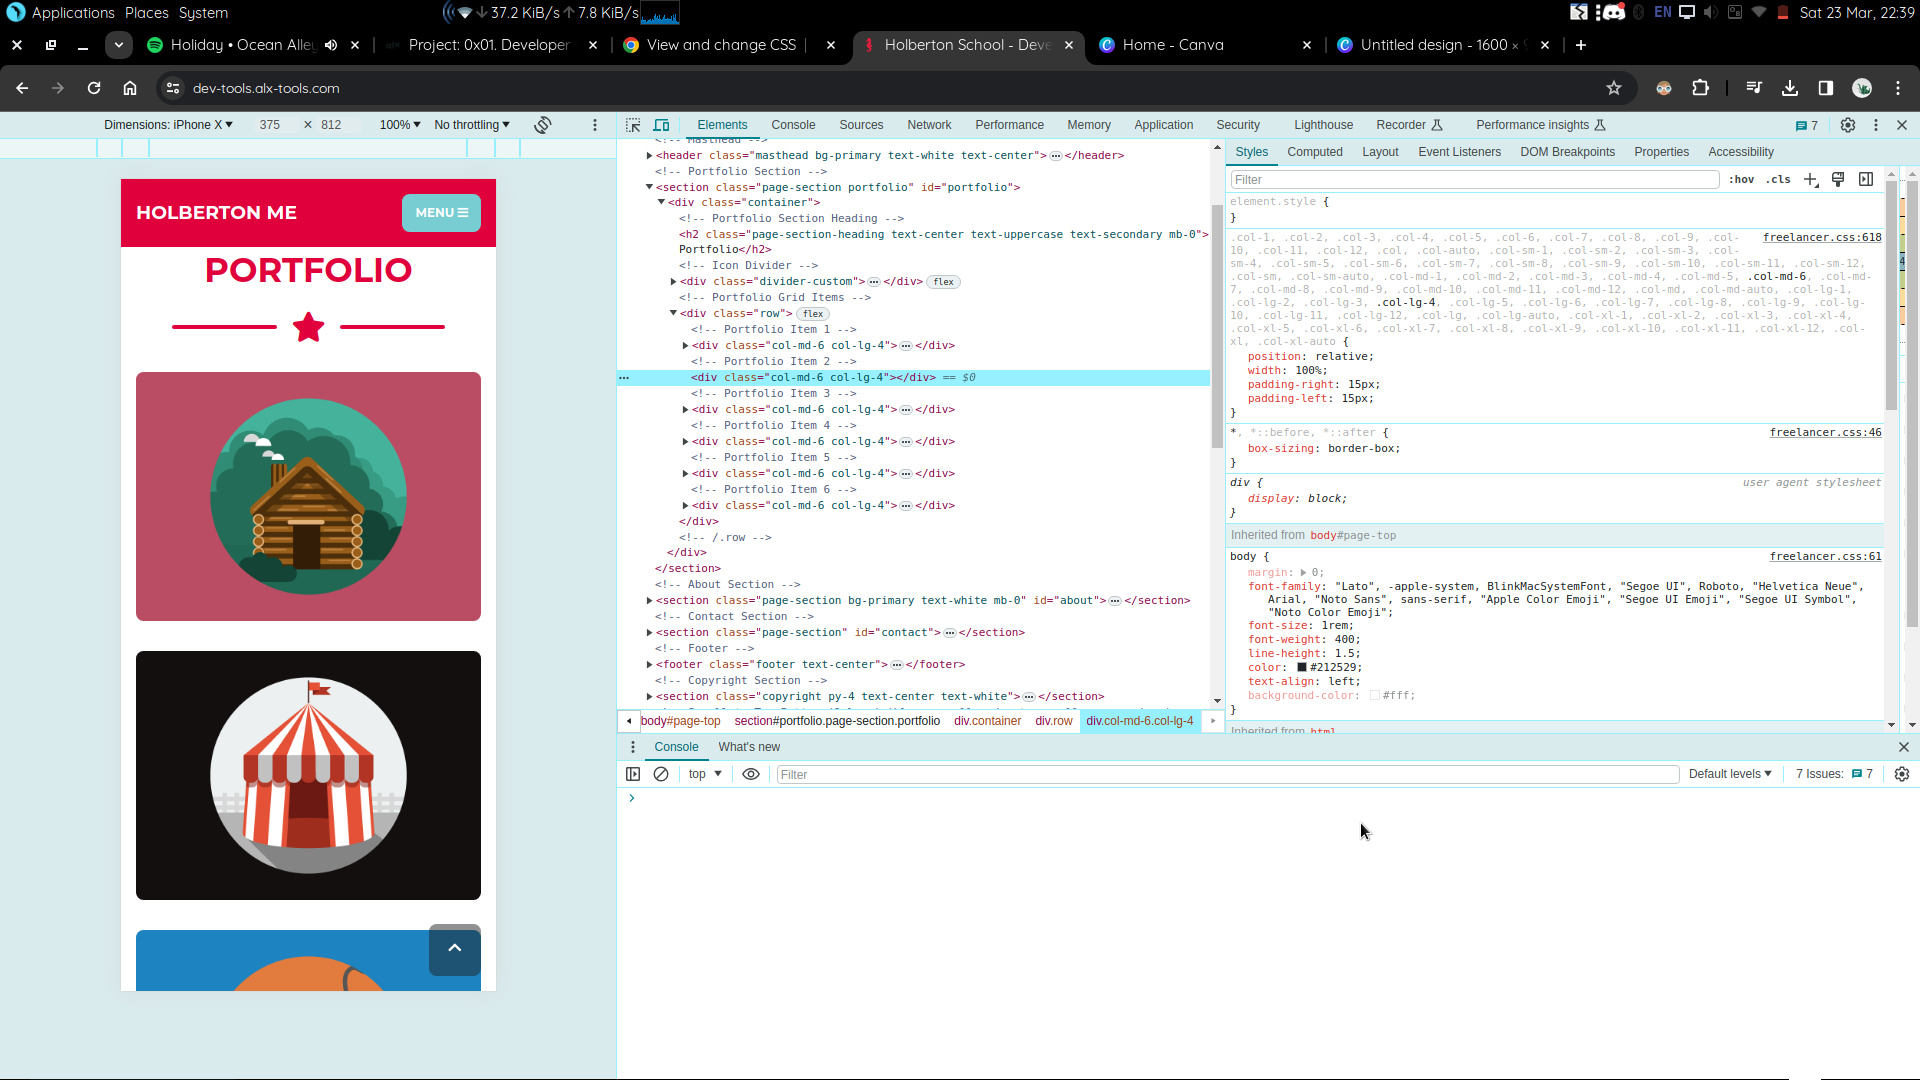 Applications Places System 37.2 KiB/s 7.8 KiB/s EN Sat 23 Mar, 22:39
Holiday • Ocean Alley Project: 0x01. Developer View and change CSS Holberton School - Deve Home - Canva Untitled design - 1600 ×
dev-tools.alx-tools.com
Dimensions: iPhone X 375 × 812 100% No throttling
Elements Console Sources Network Performance Memory Application Security Lighthouse Recorder Performance insights 7
HOLBERTON ME
MENU
PORTFOLIO
<!-- Masthead -->
<header class="masthead bg-primary text-white text-center">…</header>
<!-- Portfolio Section -->
<section class="page-section portfolio" id="portfolio">
<div class="container">
<!-- Portfolio Section Heading -->
<h2 class="page-section-heading text-center text-uppercase text-secondary mb-0">
Portfolio</h2>
<!-- Icon Divider -->
<div class="divider-custom">…</div> flex
<!-- Portfolio Grid Items -->
<div class="row"> flex
<!-- Portfolio Item 1 -->
<div class="col-md-6 col-lg-4">…</div>
<!-- Portfolio Item 2 -->
<div class="col-md-6 col-lg-4"></div> == $0
<!-- Portfolio Item 3 -->
<div class="col-md-6 col-lg-4">…</div>
<!-- Portfolio Item 4 -->
<div class="col-md-6 col-lg-4">…</div>
<!-- Portfolio Item 5 -->
<div class="col-md-6 col-lg-4">…</div>
<!-- Portfolio Item 6 -->
<div class="col-md-6 col-lg-4">…</div>
</div>
<!-- /.row -->
</div>
</section>
<!-- About Section -->
<section class="page-section bg-primary text-white mb-0" id="about">…</section>
<!-- Contact Section -->
<section class="page-section" id="contact">…</section>
<!-- Footer -->
<footer class="footer text-center">…</footer>
<!-- Copyright Section -->
<section class="copyright py-4 text-center text-white">…</section>
body#page-top section#portfolio.page-section.portfolio div.container div.row div.col-md-6.col-lg-4
Styles Computed Layout Event Listeners DOM Breakpoints Properties Accessibility
Filter :hov .cls
element.style {
}
.col-1, .col-2, .col-3, .col-4, .col-5, .col-6, .col-7, .col-8, .col-9, .col- freelancer.css:618
10, .col-11, .col-12, .col, .col-auto, .col-sm-1, .col-sm-2, .col-sm-3, .col-
sm-4, .col-sm-5, .col-sm-6, .col-sm-7, .col-sm-8, .col-sm-9, .col-sm-10, .col-sm-11, .col-sm-12,
.col-sm, .col-sm-auto, .col-md-1, .col-md-2, .col-md-3, .col-md-4, .col-md-5, .col-md-6, .col-md-
7, .col-md-8, .col-md-9, .col-md-10, .col-md-11, .col-md-12, .col-md, .col-md-auto, .col-lg-1,
.col-lg-2, .col-lg-3, .col-lg-4, .col-lg-5, .col-lg-6, .col-lg-7, .col-lg-8, .col-lg-9, .col-lg-
10, .col-lg-11, .col-lg-12, .col-lg, .col-lg-auto, .col-xl-1, .col-xl-2, .col-xl-3, .col-xl-4,
.col-xl-5, .col-xl-6, .col-xl-7, .col-xl-8, .col-xl-9, .col-xl-10, .col-xl-11, .col-xl-12, .col-
xl, .col-xl-auto {
position: relative;
width: 100%;
padding-right: 15px;
padding-left: 15px;
}
*, *::before, *::after { freelancer.css:46
box-sizing: border-box;
}
div { user agent stylesheet
display: block;
}
Inherited from body#page-top
body { freelancer.css:61
margin: 0;
font-family: "Lato", -apple-system, BlinkMacSystemFont, "Segoe UI", Roboto, "Helvetica Neue",
Arial, "Noto Sans", sans-serif, "Apple Color Emoji", "Segoe UI Emoji", "Segoe UI Symbol",
"Noto Color Emoji";
font-size: 1rem;
font-weight: 400;
line-height: 1.5;
color: #212529;
text-align: left;
background-color: #fff;
}
Inherited from html
Console What's new
top Filter Default levels 7 Issues: 7